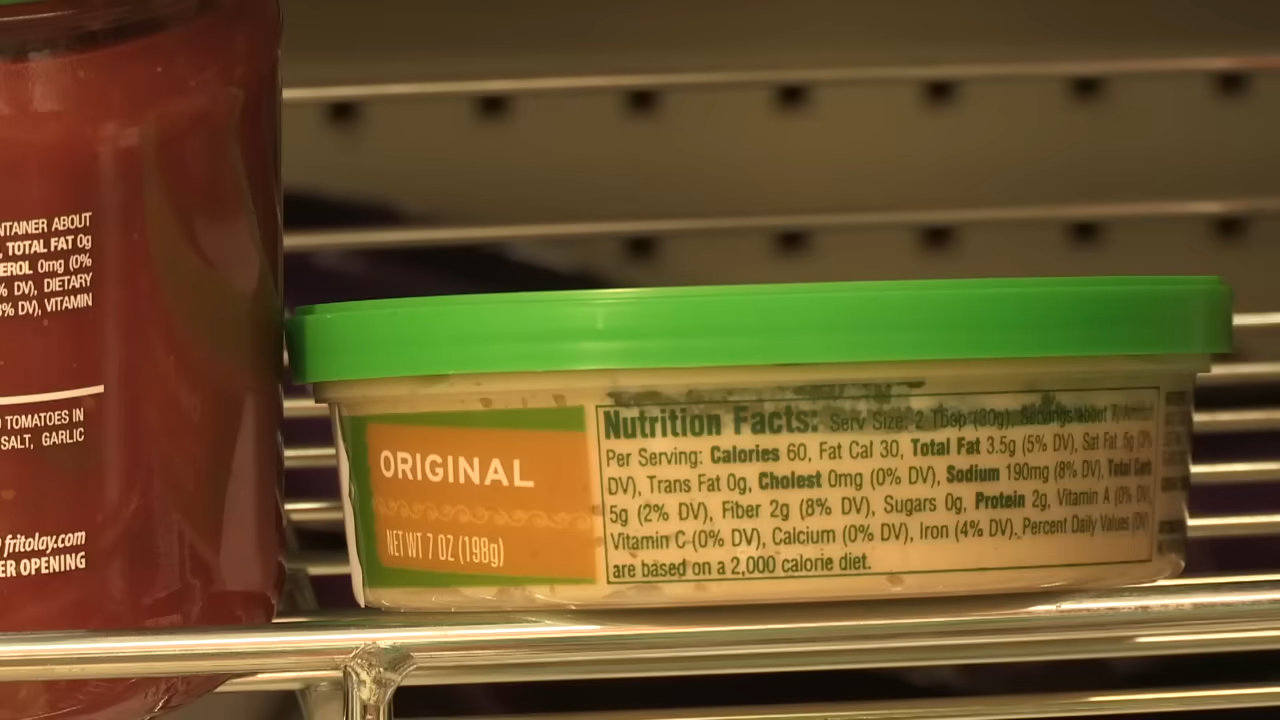 NTAINER ABOUT
, TOTAL FAT 0g
EROL 0mg (0%
% DV), DIETARY
8% DV), VITAMIN
TOMATOES IN
SALT, GARLIC
fritolay.com
ER OPENING
ORIGINAL
NET WT 7 OZ (198g)
Nutrition Facts: Serv Size: 2 Tbsp (30g), Servings about 7, Amount
Per Serving: Calories 60, Fat Cal 30, Total Fat 3.5g (5% DV), Sat Fat .5g (3%
DV), Trans Fat 0g, Cholest 0mg (0% DV), Sodium 190mg (8% DV), Total Carb
5g (2% DV), Fiber 2g (8% DV), Sugars 0g, Protein 2g, Vitamin A (0% DV),
Vitamin C (0% DV), Calcium (0% DV), Iron (4% DV). Percent Daily Values (DV)
are based on a 2,000 calorie diet.